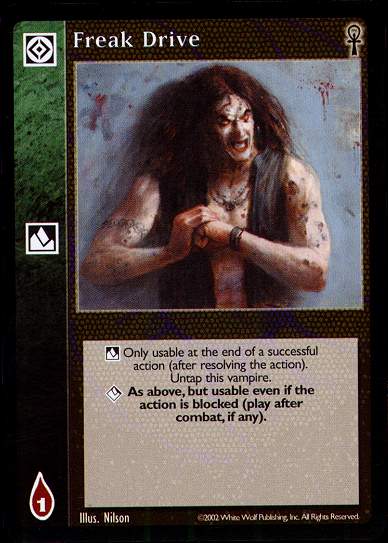 Freak Drive
Only usable at the end of a successful
action (after resolving the action).
Untap this vampire.
As above, but usable even if the
action is blocked (play after
combat, if any).
1
Illus. Nilson
©2002 White Wolf Publishing, Inc. All Rights Reserved.